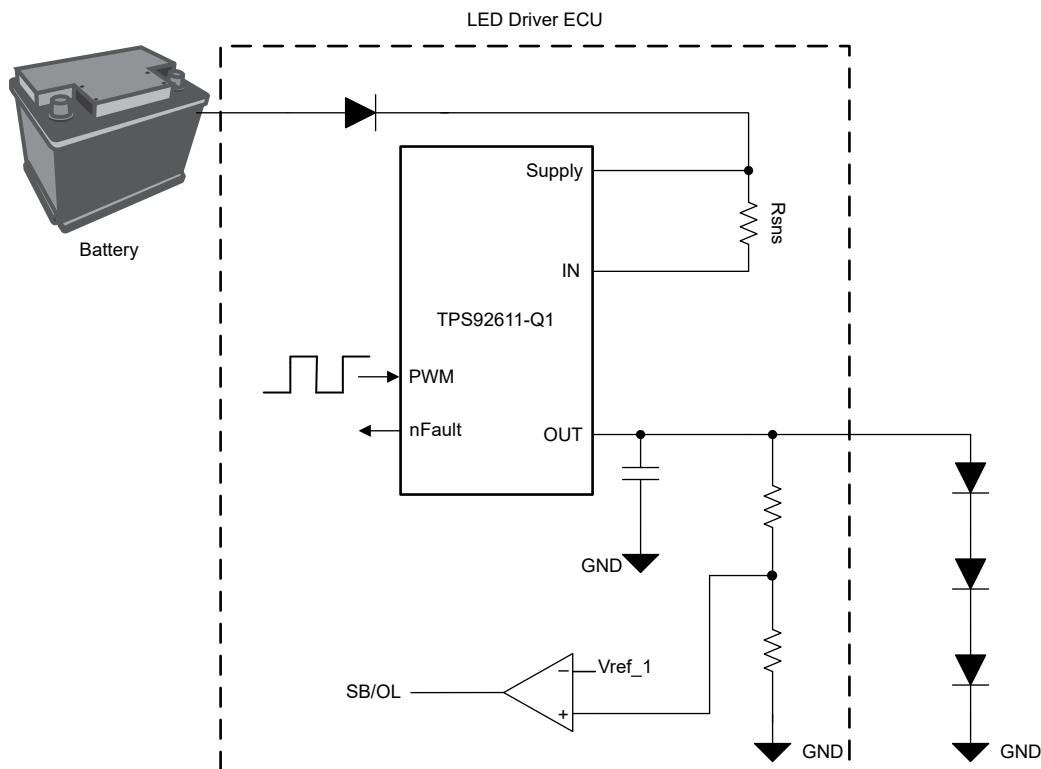 LED Driver ECU
Battery
Supply
Rsns
IN
TPS92611-Q1
PWM
nFault
OUT
GND
Vref_1
SB/OL
−
+
GND
GND